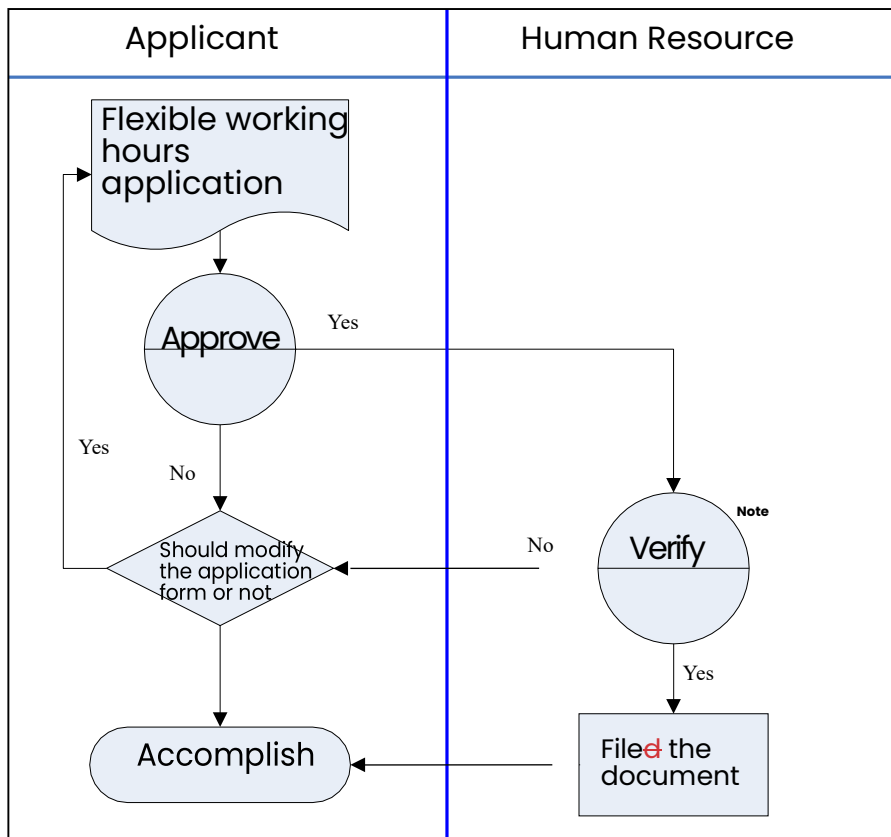 Applicant
Human Resource
Flexible working
hours
application
Approve
Yes
Yes
No
Note
Verify
No
Should modify
the application
form or not
Yes
Accomplish
Filed the
document